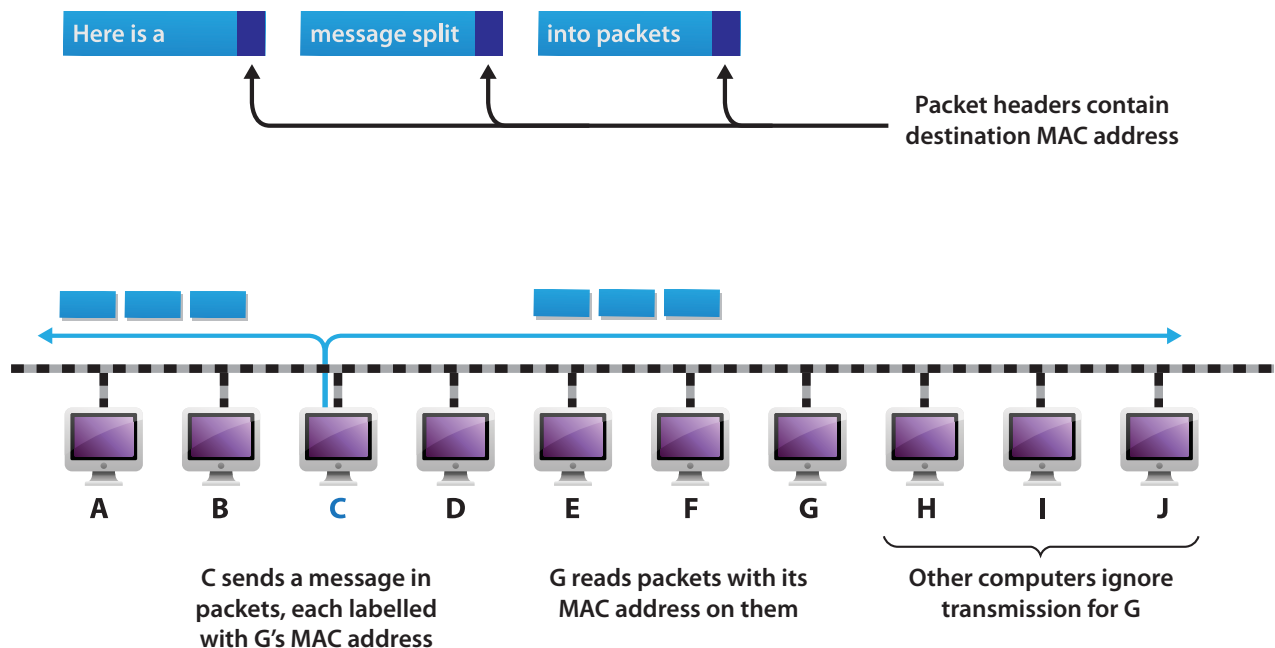 Here is a
message split
into packets
Packet headers contain
destination MAC address
A
B
C
D
E
F
G
H
I
J
C sends a message in
packets, each labelled
with G’s MAC address
G reads packets with its
MAC address on them
Other computers ignore
transmission for G